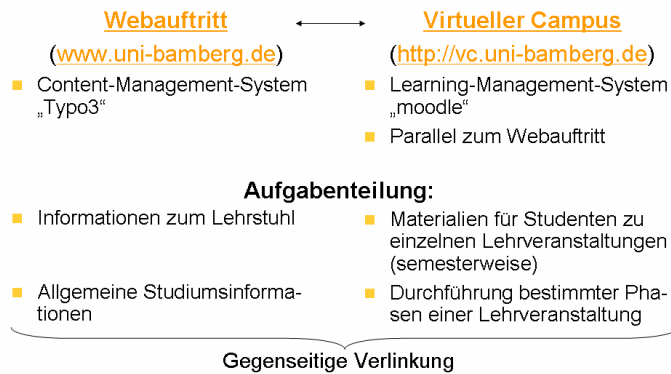 Webauftritt
(www.uni-bamberg.de)
Content-Management-System
„Typo3“
Virtueller Campus
(http://vc.uni-bamberg.de)
Learning-Management-System
„moodle“
Parallel zum Webauftritt
Aufgabenteilung:
Informationen zum Lehrstuhl
Allgemeine Studiumsinforma-
tionen
Materialien für Studenten zu
einzelnen Lehrveranstaltungen
(semesterweise)
Durchführung bestimmter Pha-
sen einer Lehrveranstaltung
Gegenseitige Verlinkung